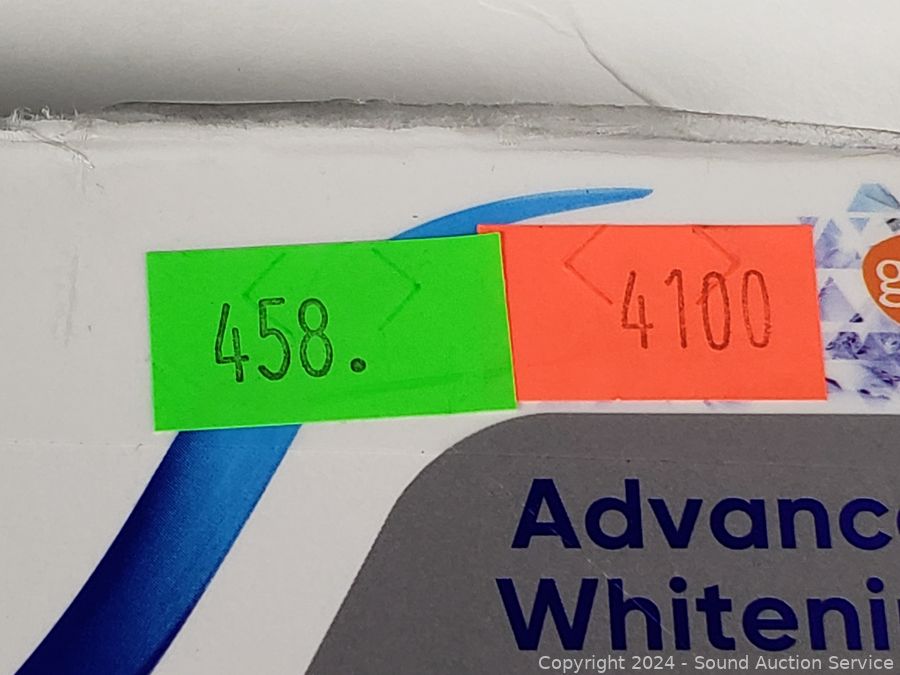 458.
4100
g
Advanc
Whiteni
Copyright 2024 - Sound Auction Service